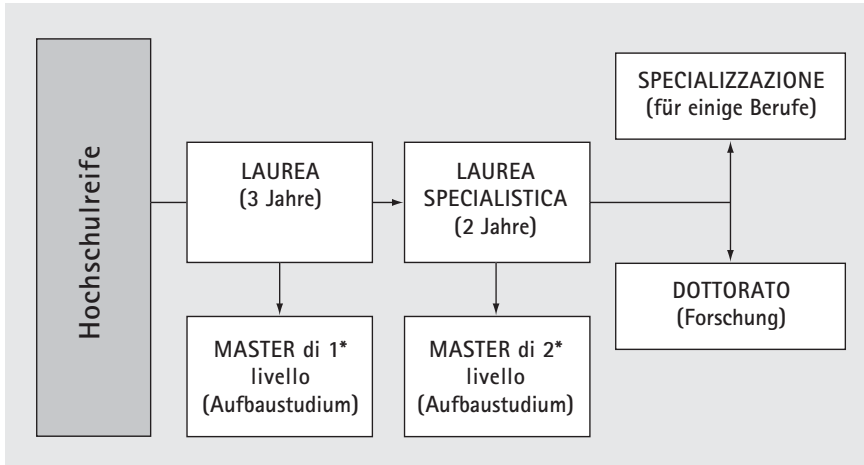 Hochschulreife
LAUREA
(3 Jahre)
LAUREA
SPECIALISTICA
(2 Jahre)
SPECIALIZZAZIONE
(für einige Berufe)
DOTTORATO
(Forschung)
MASTER di 1*
livello
(Aufbaustudium)
MASTER di 2*
livello
(Aufbaustudium)